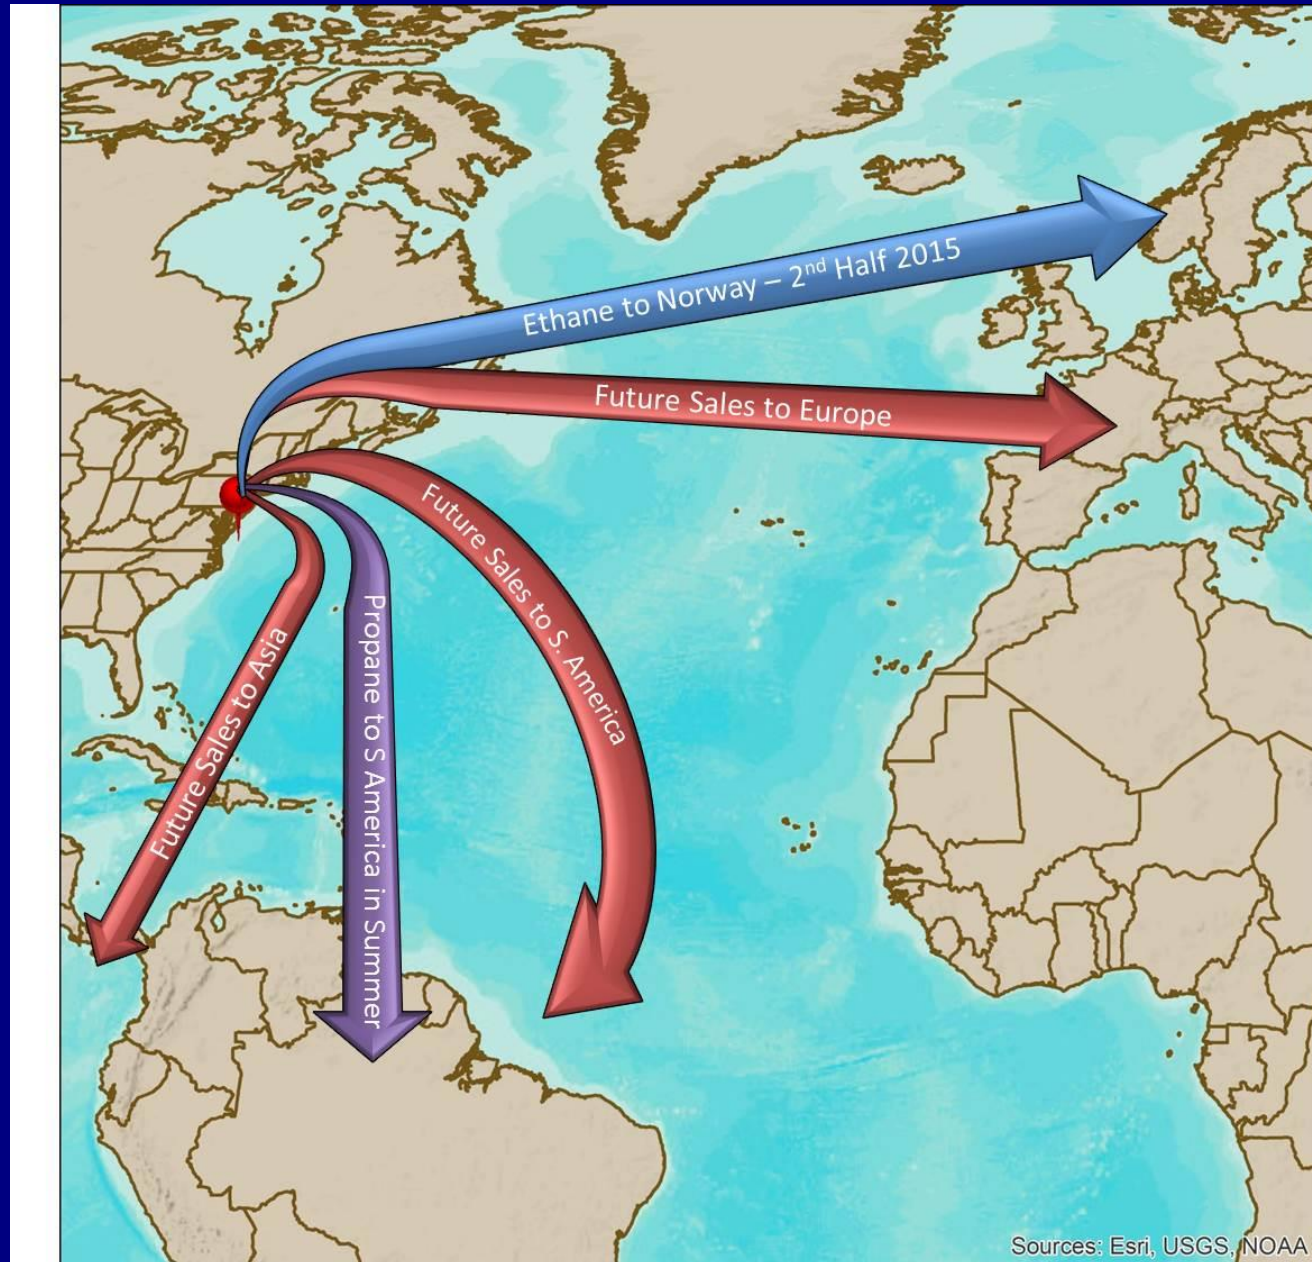 Ethane to Norway – 2nd Half 2015
Future Sales to Europe
Future Sales to S. America
Propane to S America in Summer
Future Sales to Asia
Sources: Esri, USGS, NOAA